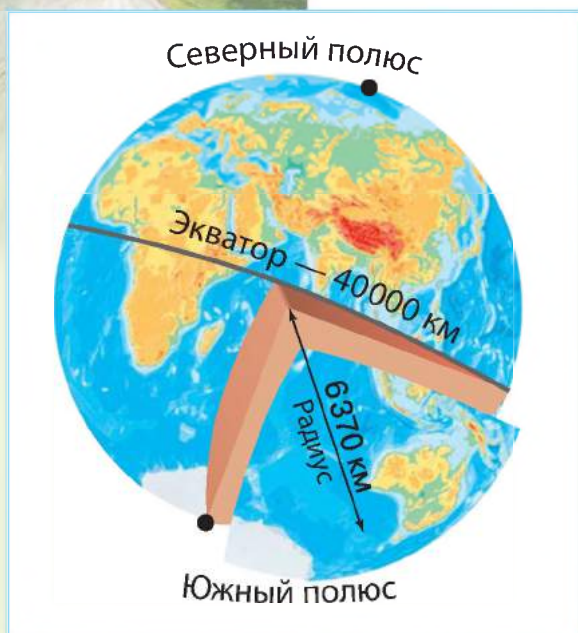 Северный полюс
Экватор — 40000 км
6370 км
Радиус
Южный полюс